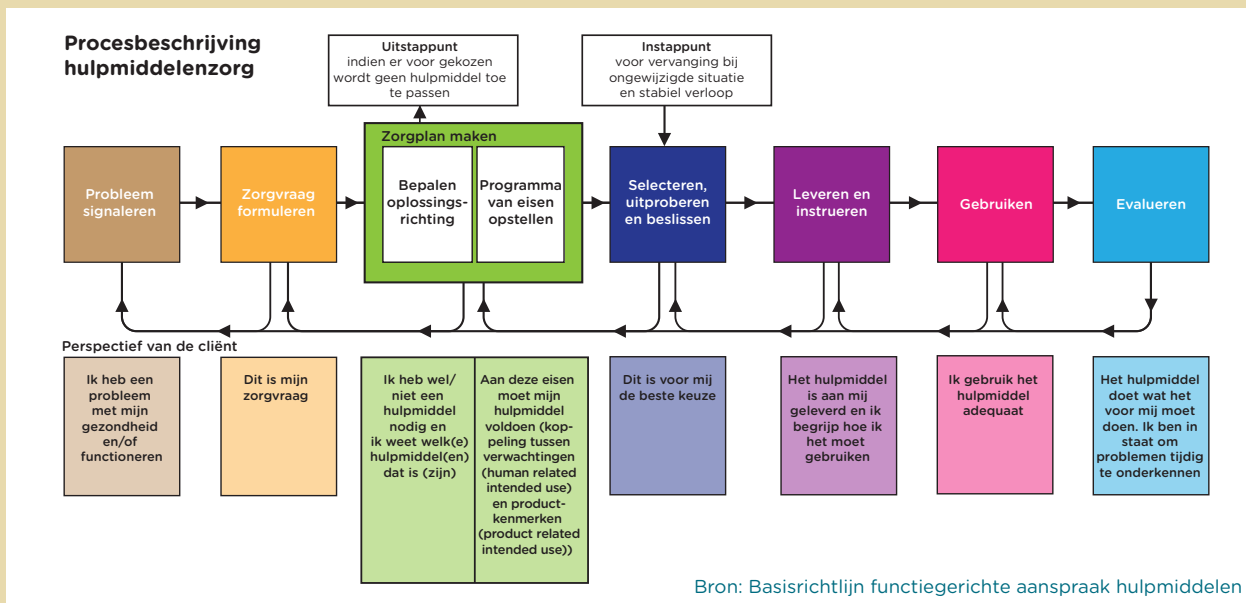 Procesbeschrijving
hulpmiddelenzorg
Uitstappunt
indien er voor gekozen
wordt geen hulpmiddel toe
te passen
Instappunt
voor vervanging bij
ongewijzigde situatie
en stabiel verloop
Probleem
signaleren
Zorgvraag
formuleren
Zorgplan maken
Bepalen
oplossings-
richting
Programma
van eisen
opstellen
Selecteren,
uitproberen
en beslissen
Leveren en
instrueren
Gebruiken
Evalueren
Perspectief van de cliënt
Ik heb een
probleem
met mijn
gezondheid
en/of
functioneren
Dit is mijn
zorgvraag
Ik heb wel/
niet een
hulpmiddel
nodig en
ik weet welk(e)
hulpmiddel(en)
dat is (zijn)
Aan deze eisen
moet mijn
hulpmiddel
voldoen (kop-
peling tussen
verwachtingen
(human related
intended use)
en product-
kenmerken
(product related
intended use))
Dit is voor mij
de beste keuze
Het hulpmiddel
is aan mij
geleverd en ik
begrijp hoe ik
het moet
gebruiken
Ik gebruik het
hulpmiddel
adequaat
Het hulpmiddel
doet wat het
voor mij moet
doen. Ik ben in
staat om
problemen tijdig
te onderkennen
Bron: Basisrichtlijn functiegerichte aanspraak hulpmiddelen